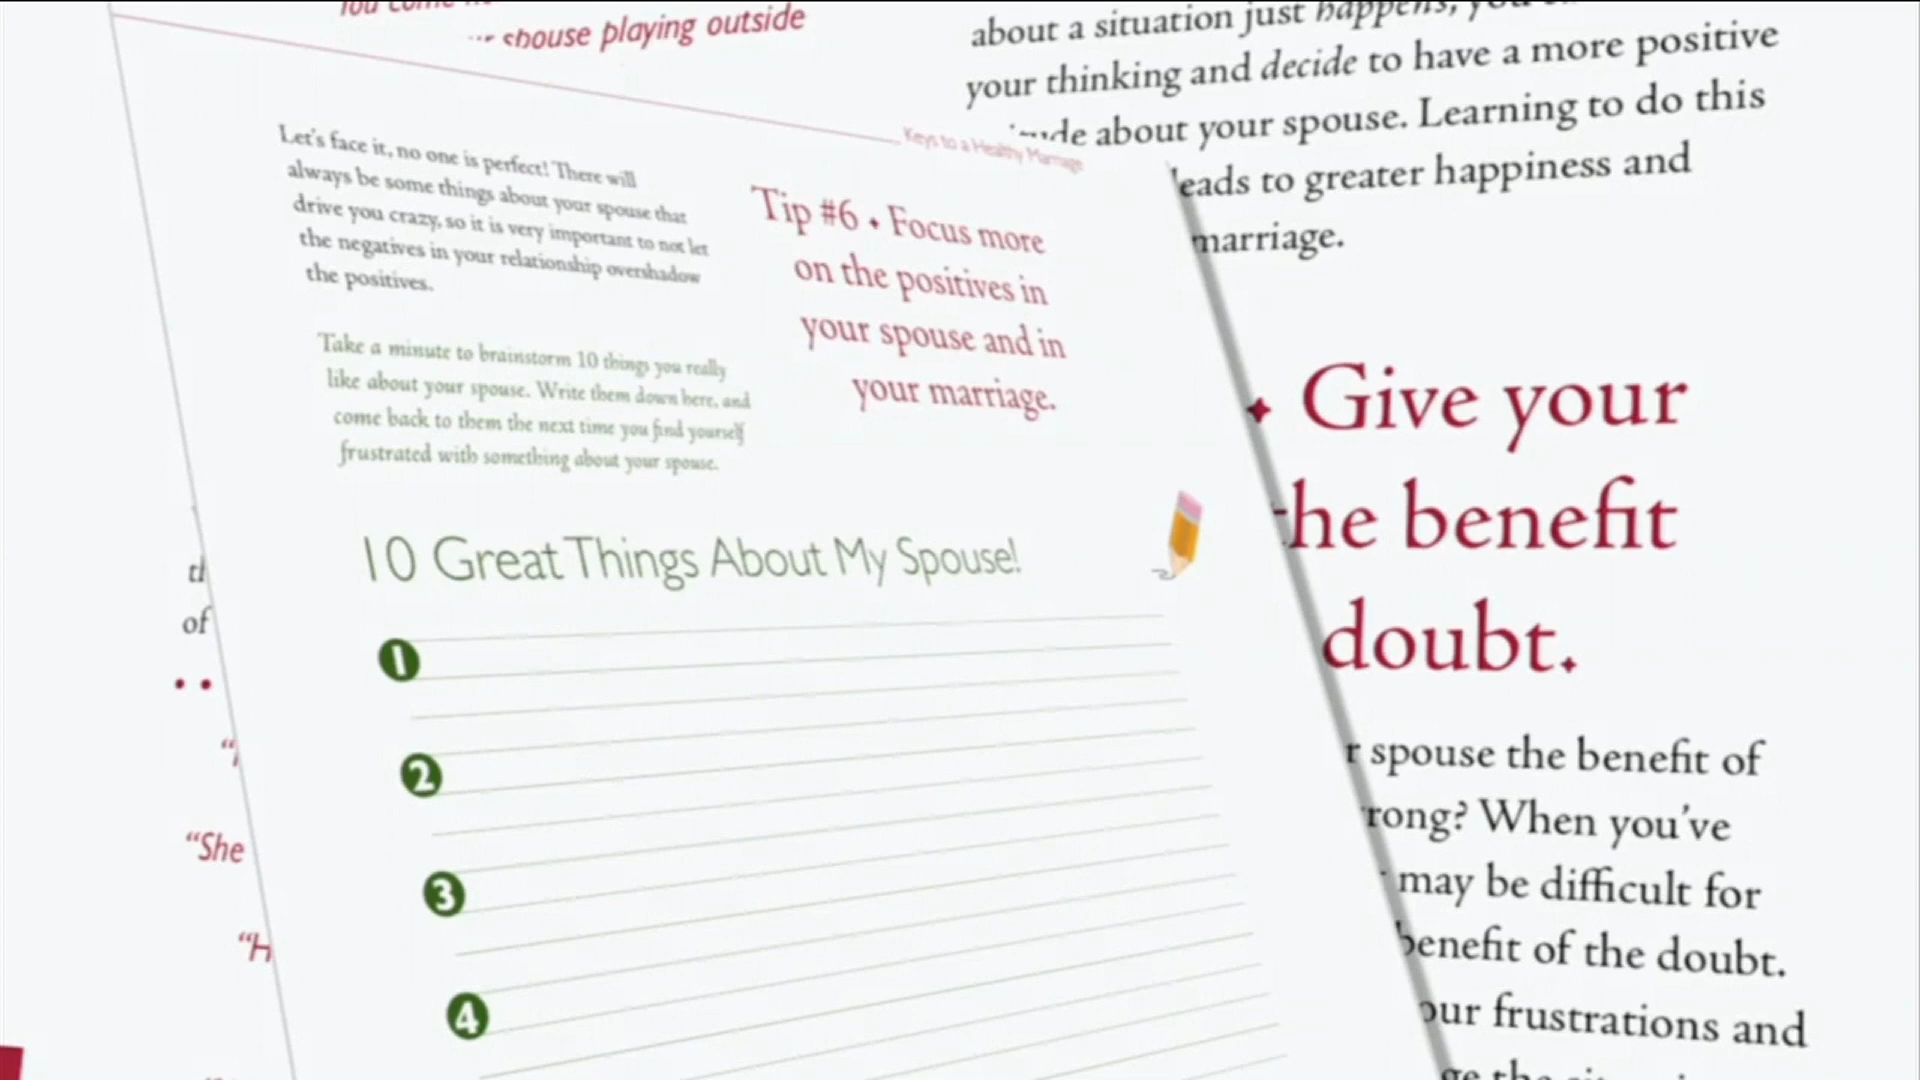 spouse playing outside
about a situation just happens,
your thinking and decide to have a more positive
about your spouse. Learning to do this
leads to greater happiness and
marriage.
Keys to a Healthy Marriage
Let's face it, no one is perfect! There will
always be some things about your spouse that
drive you crazy, so it is very important to not let
the negatives in your relationship overshadow
the positives.
Tip #6 • Focus more
on the positives in
your spouse and in
your marriage.
Take a minute to brainstorm 10 things you really
like about your spouse. Write them down here, and
come back to them the next time you find yourself
frustrated with something about your spouse.
10 Great Things About My Spouse!
1
2
3
4
of
"She
"H
Give your
the benefit
doubt.
spouse the benefit of
rong? When you've
may be difficult for
benefit of the doubt.
our frustrations and